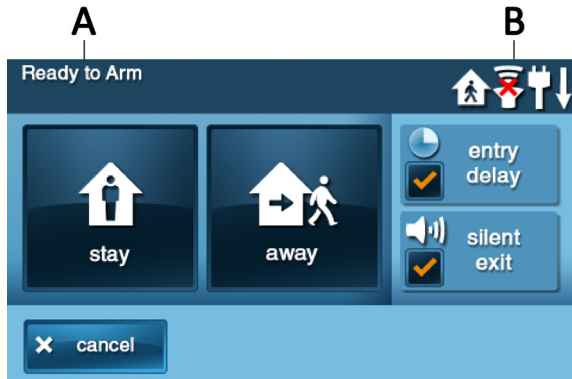 A B
Ready to Arm
entry
delay
stay
away
silent
exit
cancel